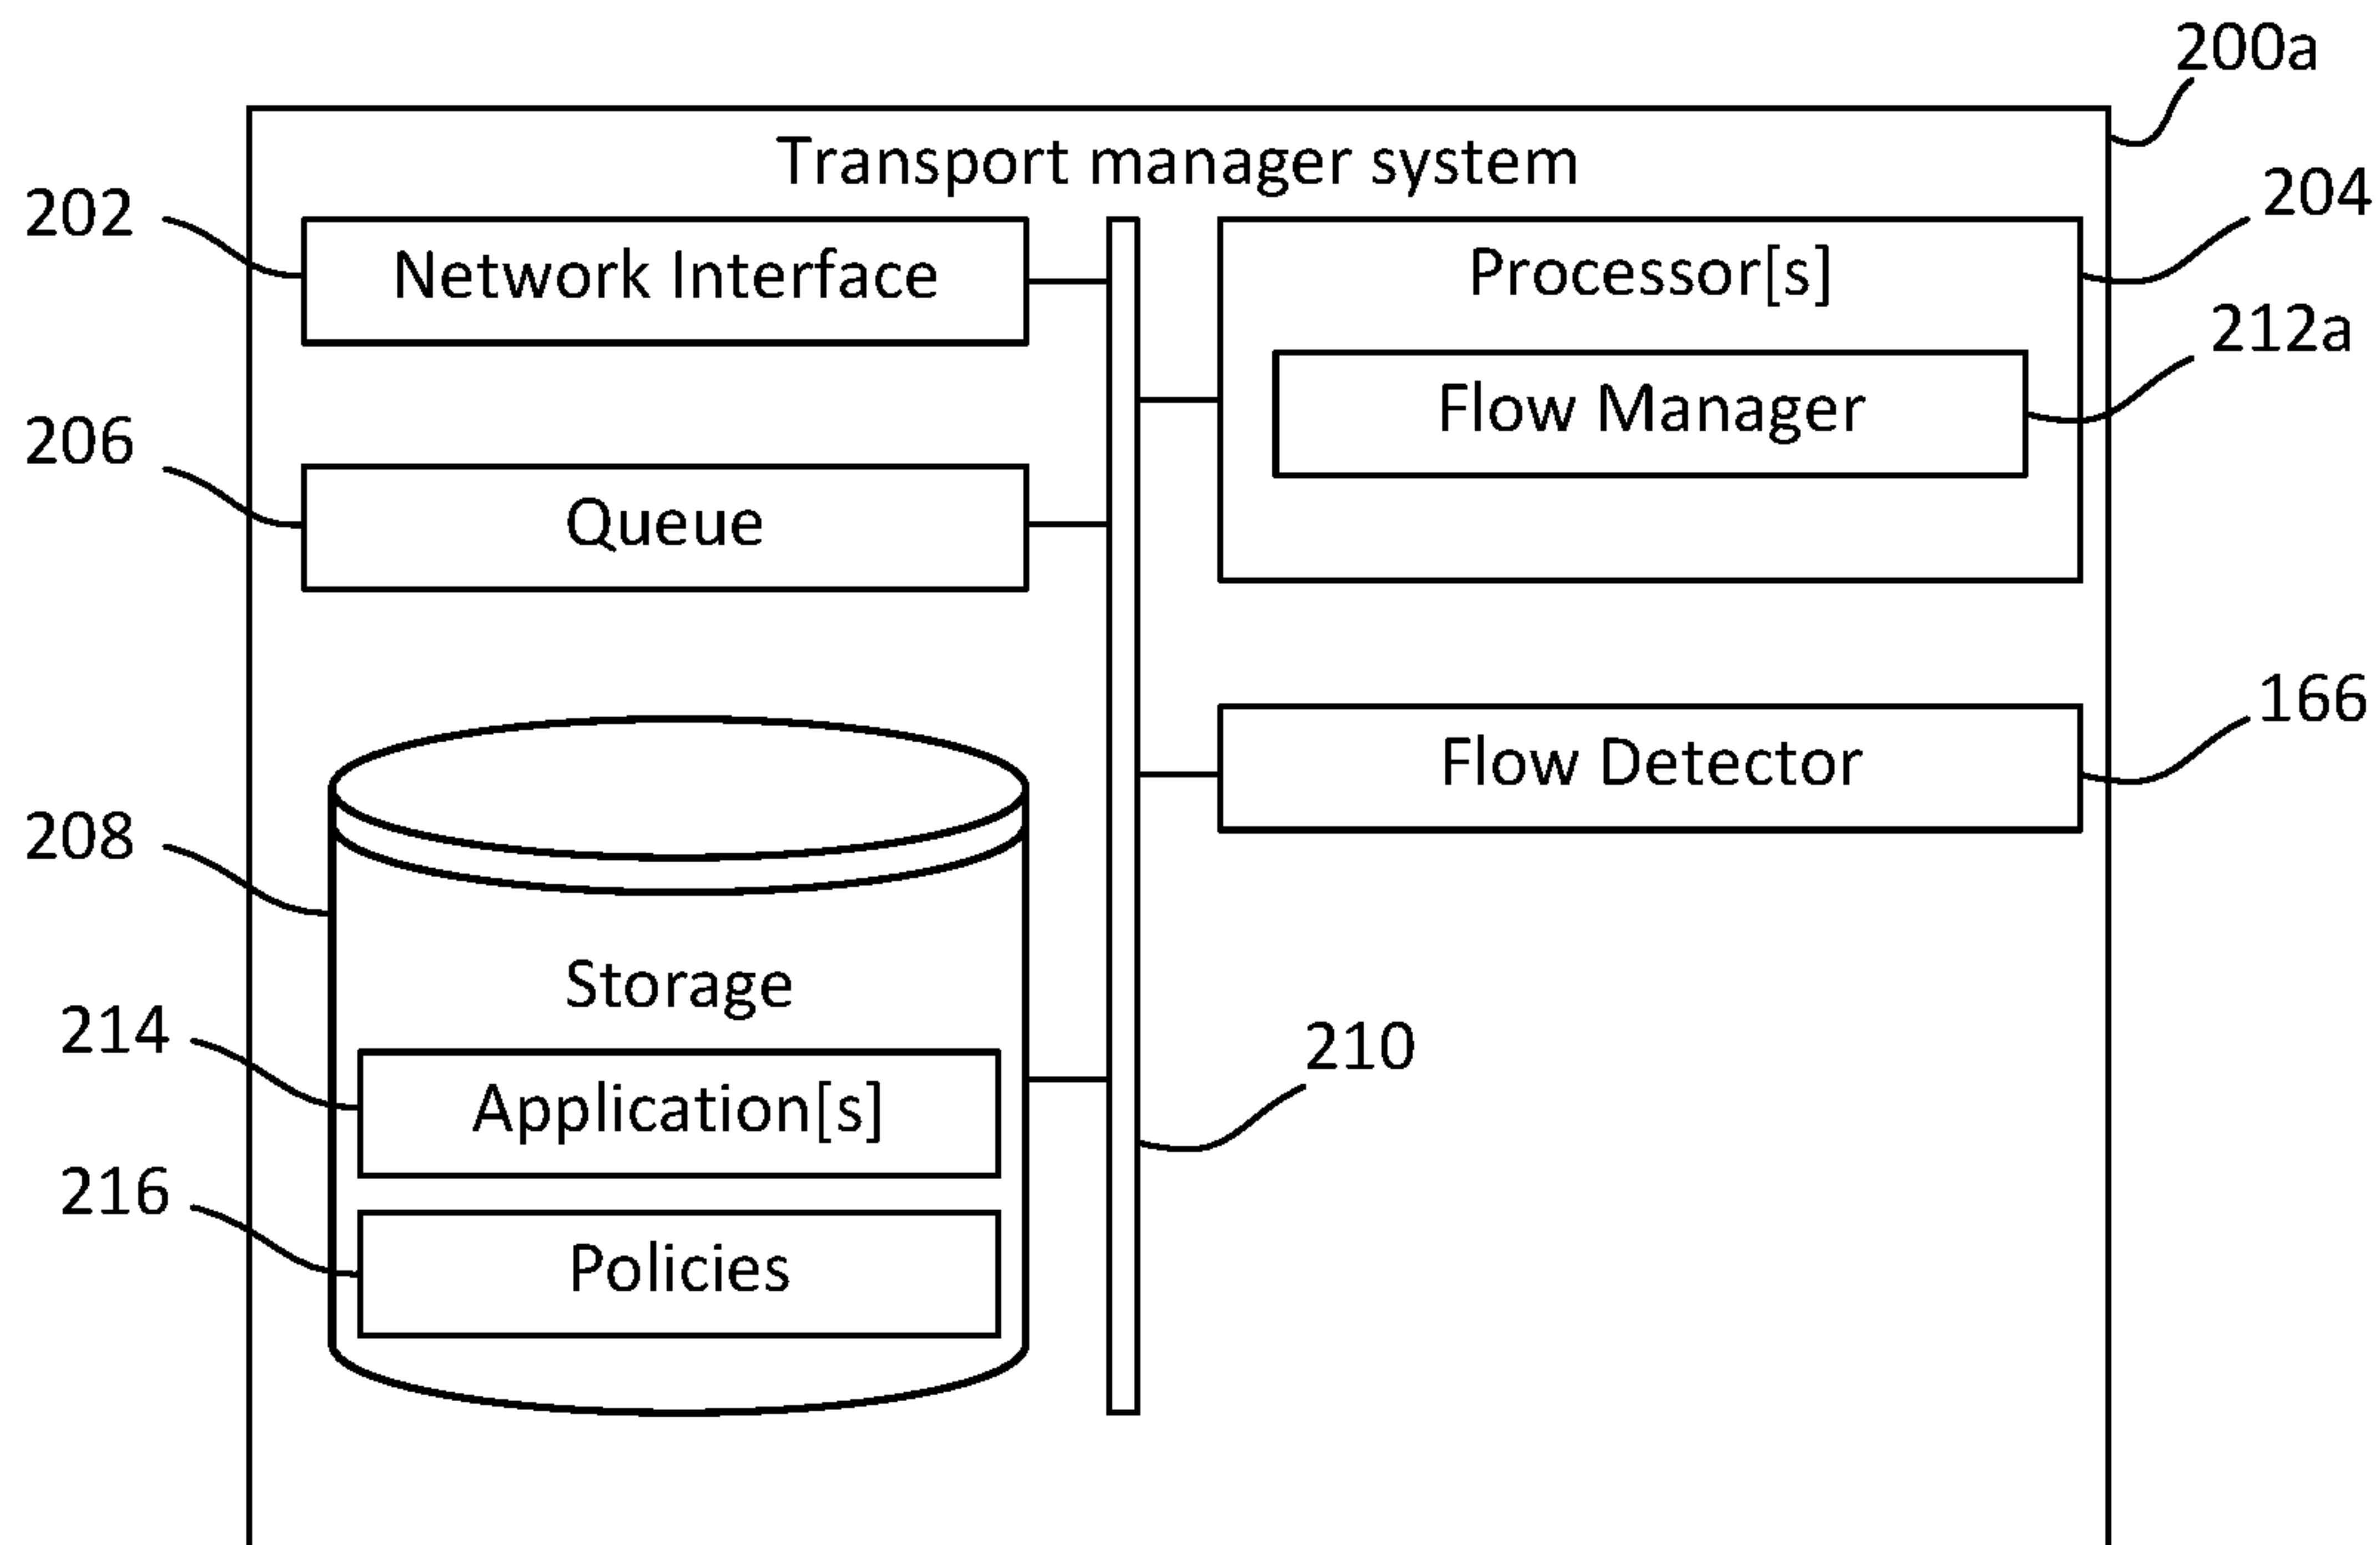 200a
Transport manager system
202
Network Interface
Processor[s]
204
Flow Manager
212a
206
Queue
Flow Detector
166
208
Storage
214
Application[s]
210
216
Policies